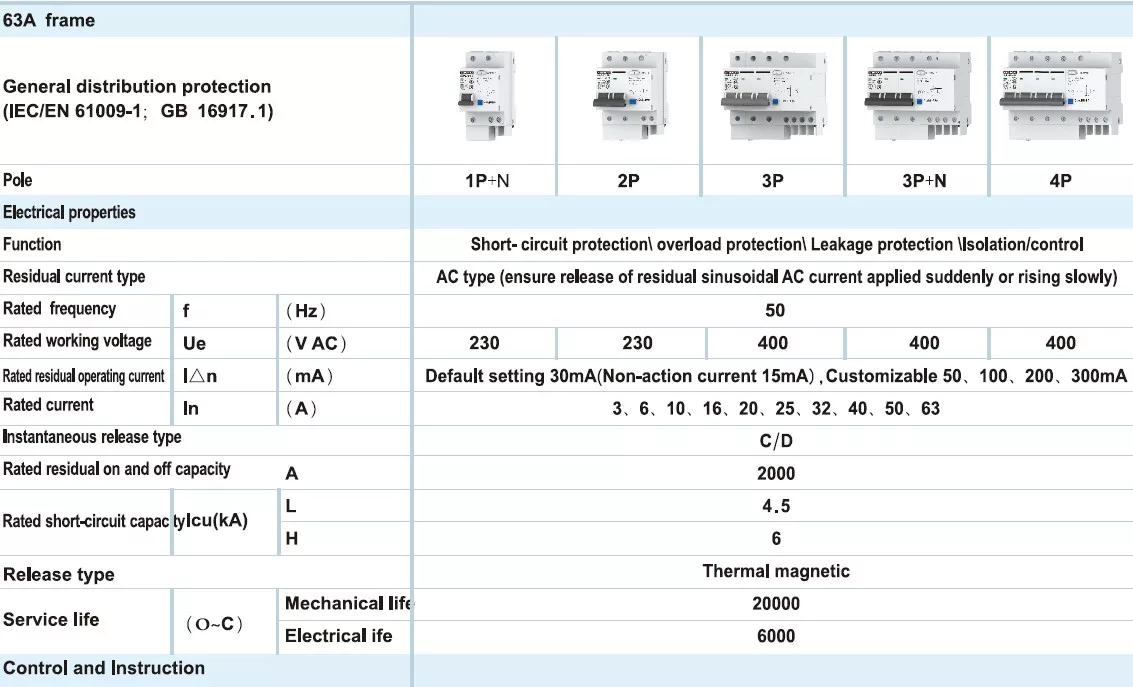 63A frame
General distribution protection
(IEC/EN 61009-1; GB 16917.1)
Pole 1P+N 2P 3P 3P+N 4P
Electrical properties
Function Short- circuit protection\ overload protection\ Leakage protection \Isolation/control
Residual current type AC type (ensure release of residual sinusoidal AC current applied suddenly or rising slowly)
Rated frequency f (Hz) 50
Rated working voltage Ue (V AC) 230 230 400 400 400
Rated residual operating current I△n (mA) Default setting 30mA(Non-action current 15mA) ,Customizable 50、100、200、300mA
Rated current In (A) 3、6、10、16、20、25、32、40、50、63
Instantaneous release type C/D
Rated residual on and off capacity A 2000
Rated short-circuit capacity Icu(kA) L 4.5
H 6
Release type Thermal magnetic
Service life (O~C) Mechanical life 20000
Electrical ife 6000
Control and Instruction